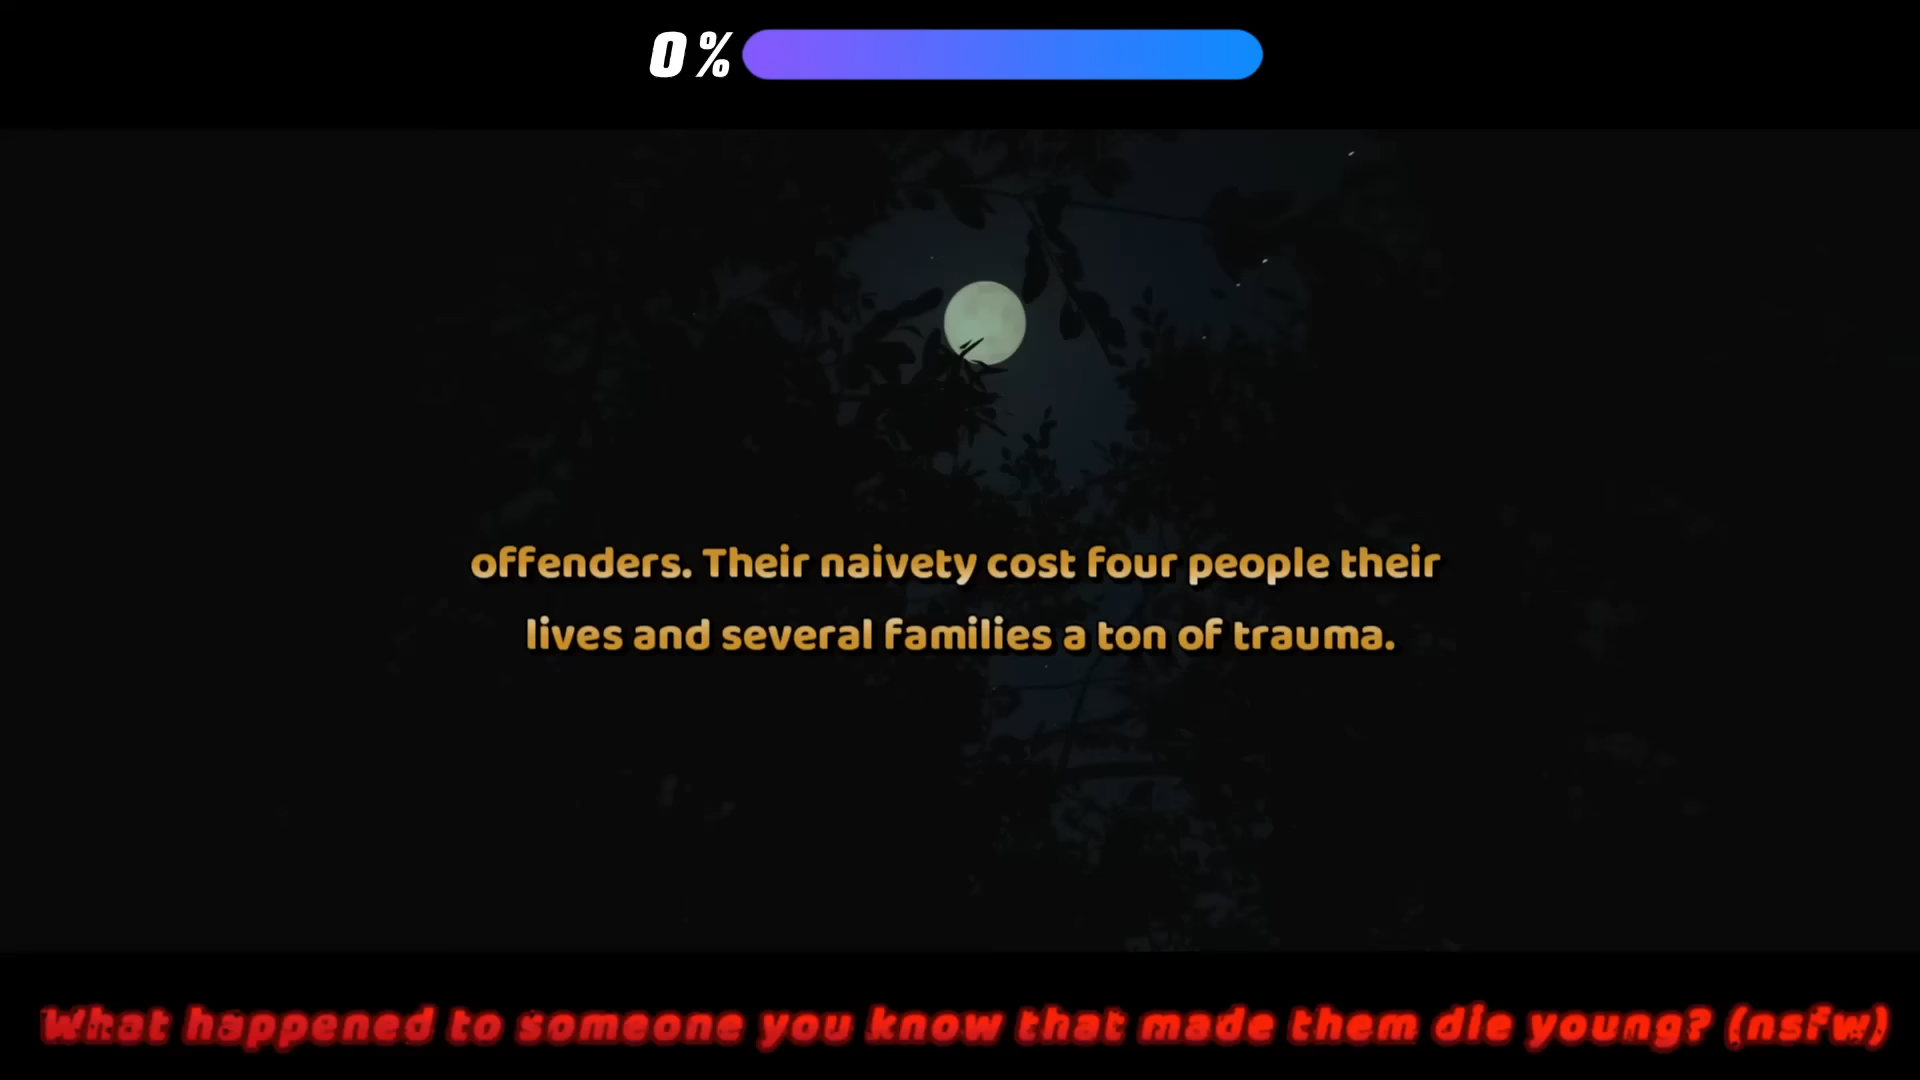 0%
offenders. Their naivety cost four people their
lives and several families a ton of trauma.
What happened to someone you know that made them die young? (nsfw)